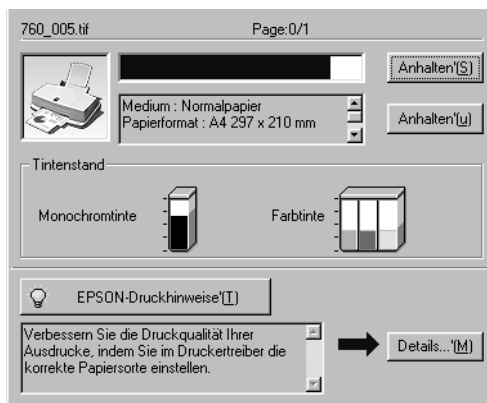 760_005.tif Page:0/1
Anhalten'(S)
Medium : Normalpapier
Papierformat : A4 297 x 210 mm
Anhalten'(u)
Tintenstand
Monochromtinte Farbtinte
EPSON-Druckhinweise'(T)
Verbessern Sie die Druckqualität Ihrer
Ausdrucke, indem Sie im Druckertreiber die
korrekte Papiersorte einstellen.
Details...'(M)